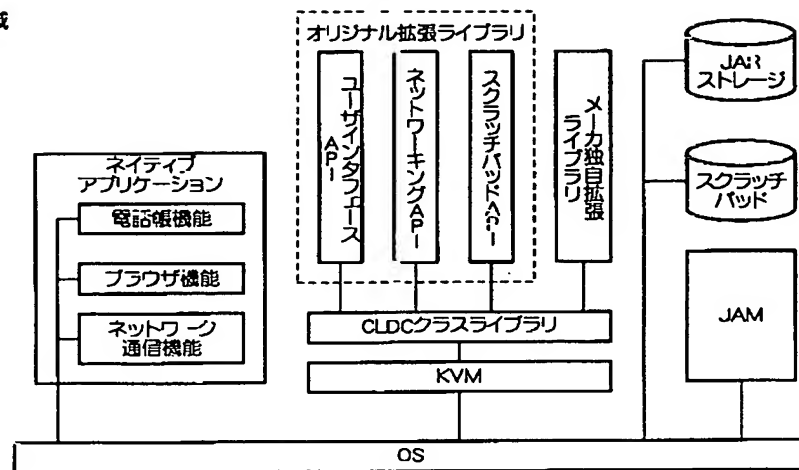 成
オリジナル拡張ライブラリ
ユーザインタフェース
API
ネットワーキングAPI
スクラッチパッドAPI
メーカ独自拡張
ライブラリ
JAR
ストレージ
スクラッチ
パッド
ネイティブ
アプリケーション
電話帳機能
ブラウザ機能
ネットワーク
通信機能
CLDCクラスライブラリ
KVM
JAM
OS